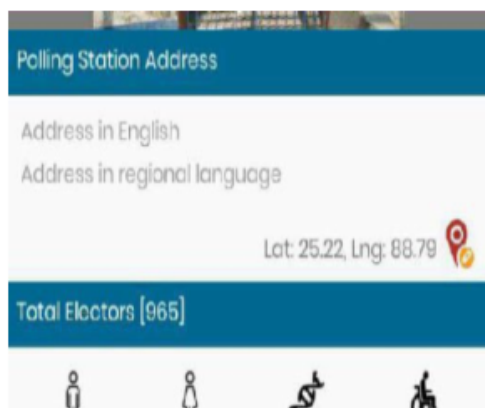 Polling Station Address
Address in English
Address in regional language
Lat: 25.22, Lng: 88.79
Total Electors [965]